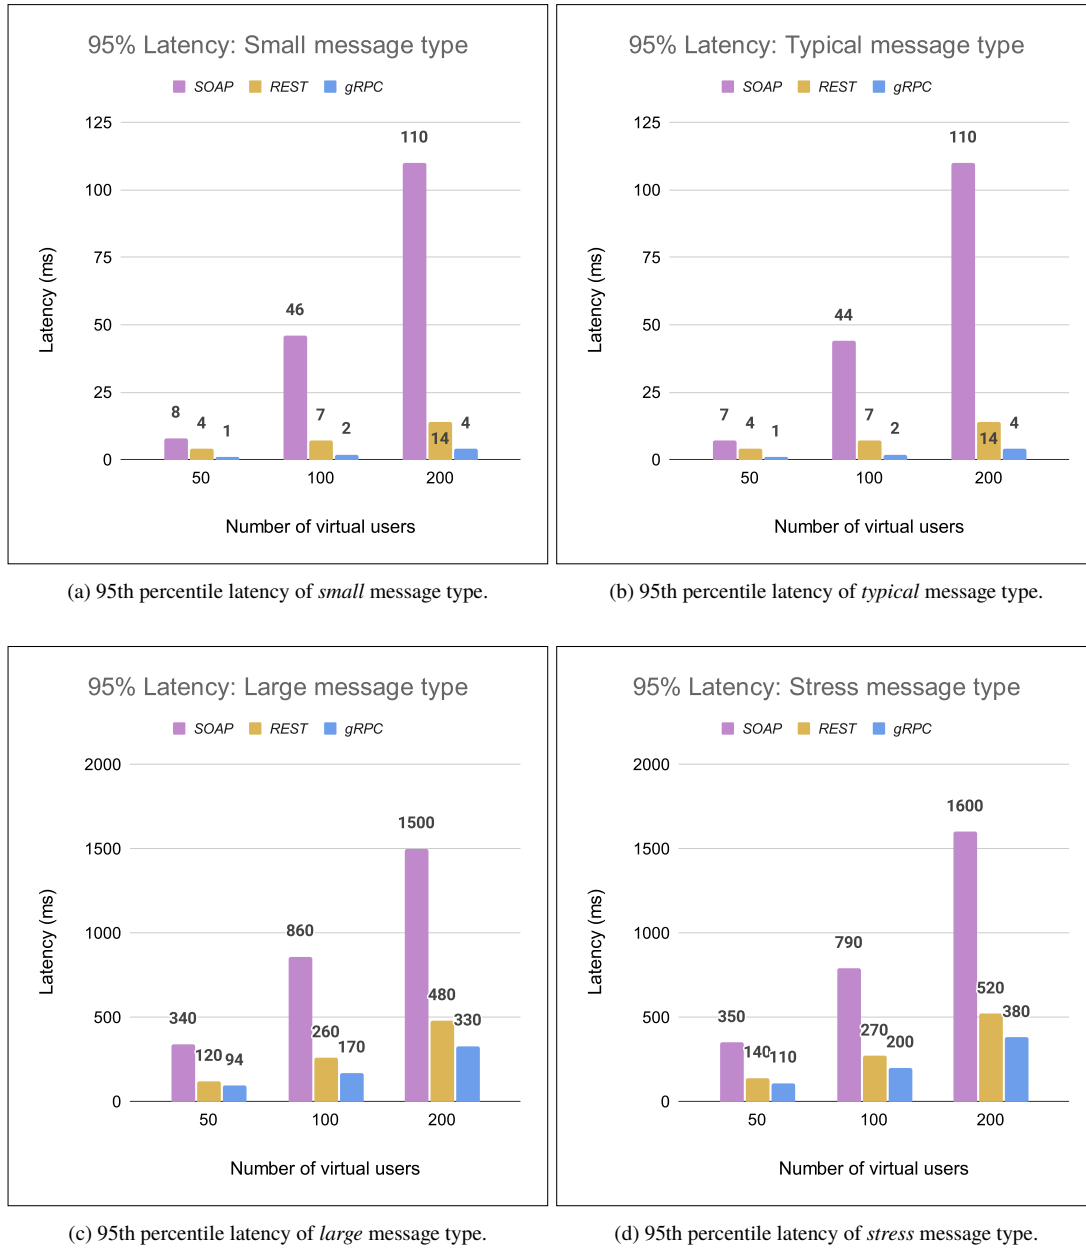 95% Latency: Small message type
SOAP REST gRPC
125
100
75
50
25
0
Latency (ms)
8 4 1
46 7 2
110 14 4
50 100 200
Number of virtual users
(a) 95th percentile latency of small message type.
95% Latency: Typical message type
SOAP REST gRPC
125
100
75
50
25
0
Latency (ms)
7 4 1
44 7 2
110 14 4
50 100 200
Number of virtual users
(b) 95th percentile latency of typical message type.
95% Latency: Large message type
SOAP REST gRPC
2000
1500
1000
500
0
Latency (ms)
340 120 94
860 260 170
1500 480 330
50 100 200
Number of virtual users
(c) 95th percentile latency of large message type.
95% Latency: Stress message type
SOAP REST gRPC
2000
1500
1000
500
0
Latency (ms)
350 140 110
790 270 200
1600 520 380
50 100 200
Number of virtual users
(d) 95th percentile latency of stress message type.